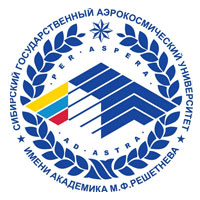 СИБИРСКИЙ ГОСУДАРСТВЕННЫЙ АЭРОКОСМИЧЕСКИЙ УНИВЕРСИТЕТ
PER·ASPERA
AD·ASTRA
ИМЕНИ АКАДЕМИКА М.Ф.РЕШЕТНЕВА